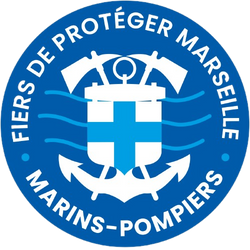 FIERS DE PROTÉGER MARSEILLE
MARINS-POMPIERS